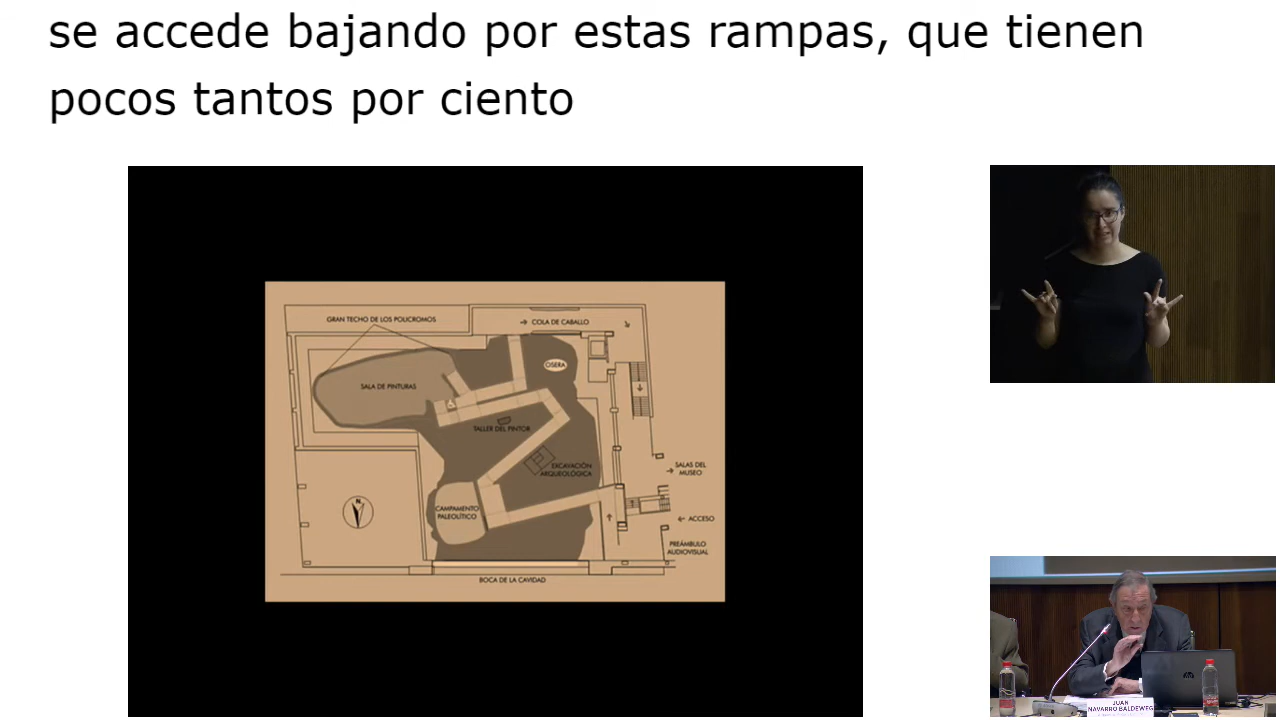 se accede bajando por estas rampas, que tienen
pocos tantos por ciento
GRAN TECHO DE LOS POLICROMOS
COLA DE CABALLO
OSERA
SALA DE PINTURAS
TALLER DEL PINTOR
EXCAVACIÓN
ARQUEOLÓGICA
SALAS DEL
MUSEO
N
CAMPAMENTO
PALEOLÍTICO
ACCESO
PREÁMBULO
AUDIOVISUAL
BOCA DE LA CAVIDAD
JUAN
NAVARRO BALDEWEG